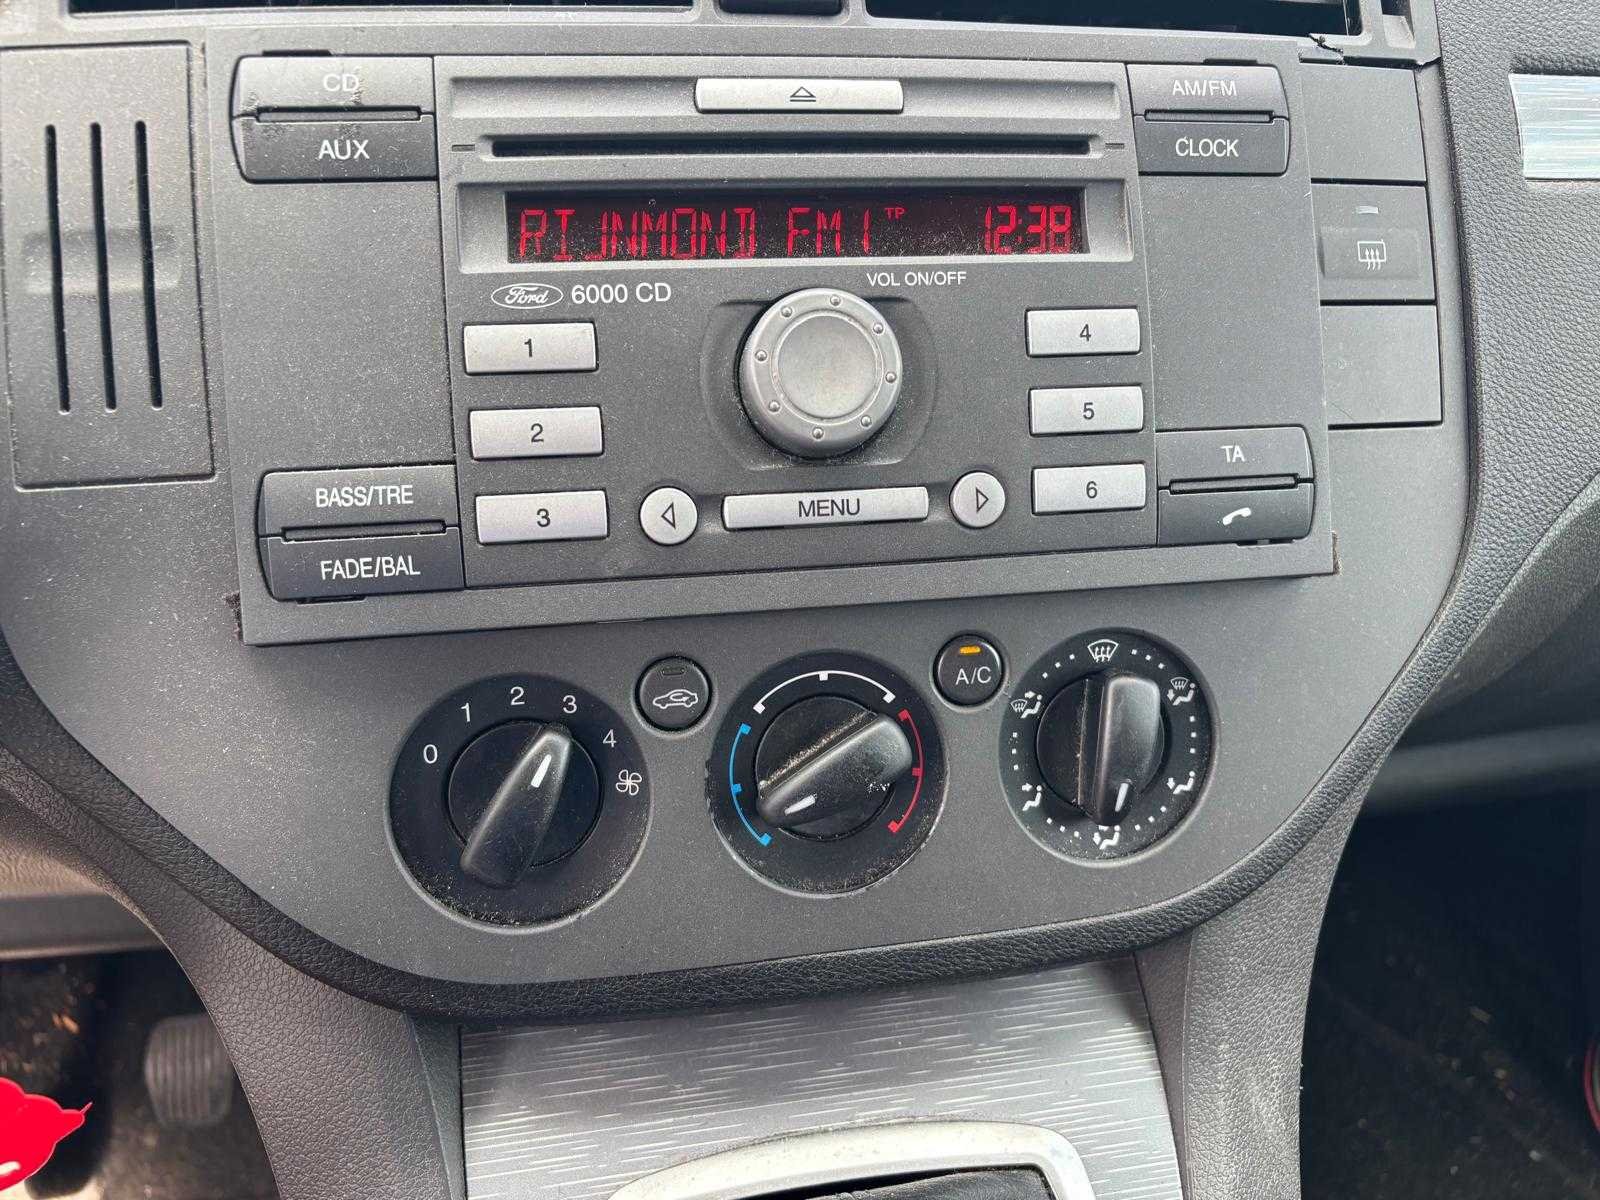 CD
AUX
AM/FM
CLOCK
RIJNMOND FM1 TP 12:38
VOL ON/OFF
Ford 6000 CD
1
2
3
4
5
6
MENU
BASS/TRE
FADE/BAL
TA
0 1 2 3 4
A/C